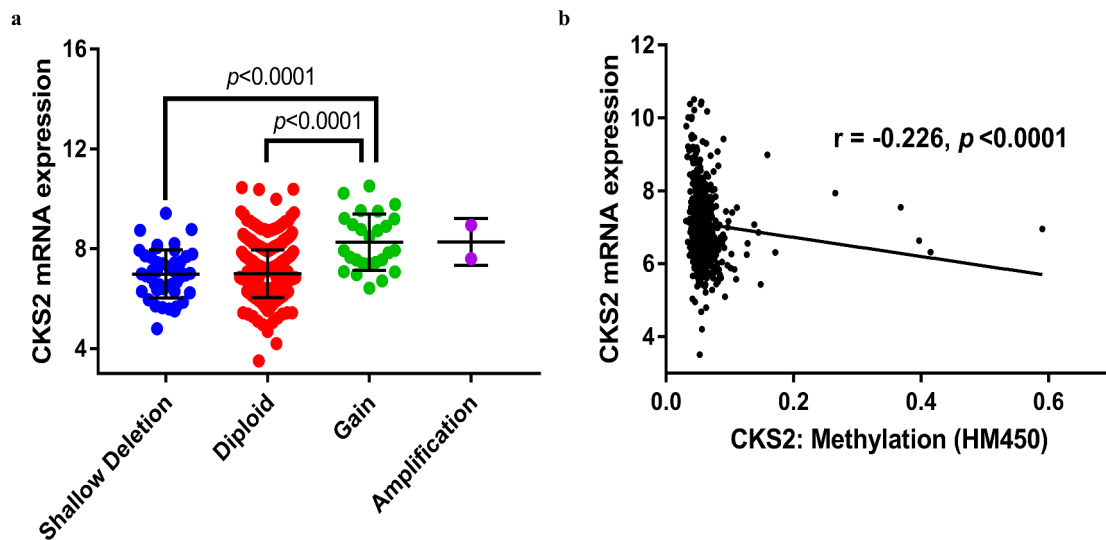 a
CKS2 mRNA expression
16
12
8
4
p<0.0001
p<0.0001
Shallow Deletion
Diploid
Gain
Amplification
b
CKS2 mRNA expression
12
10
8
6
4
r = -0.226, p <0.0001
0.0 0.2 0.4 0.6
CKS2: Methylation (HM450)